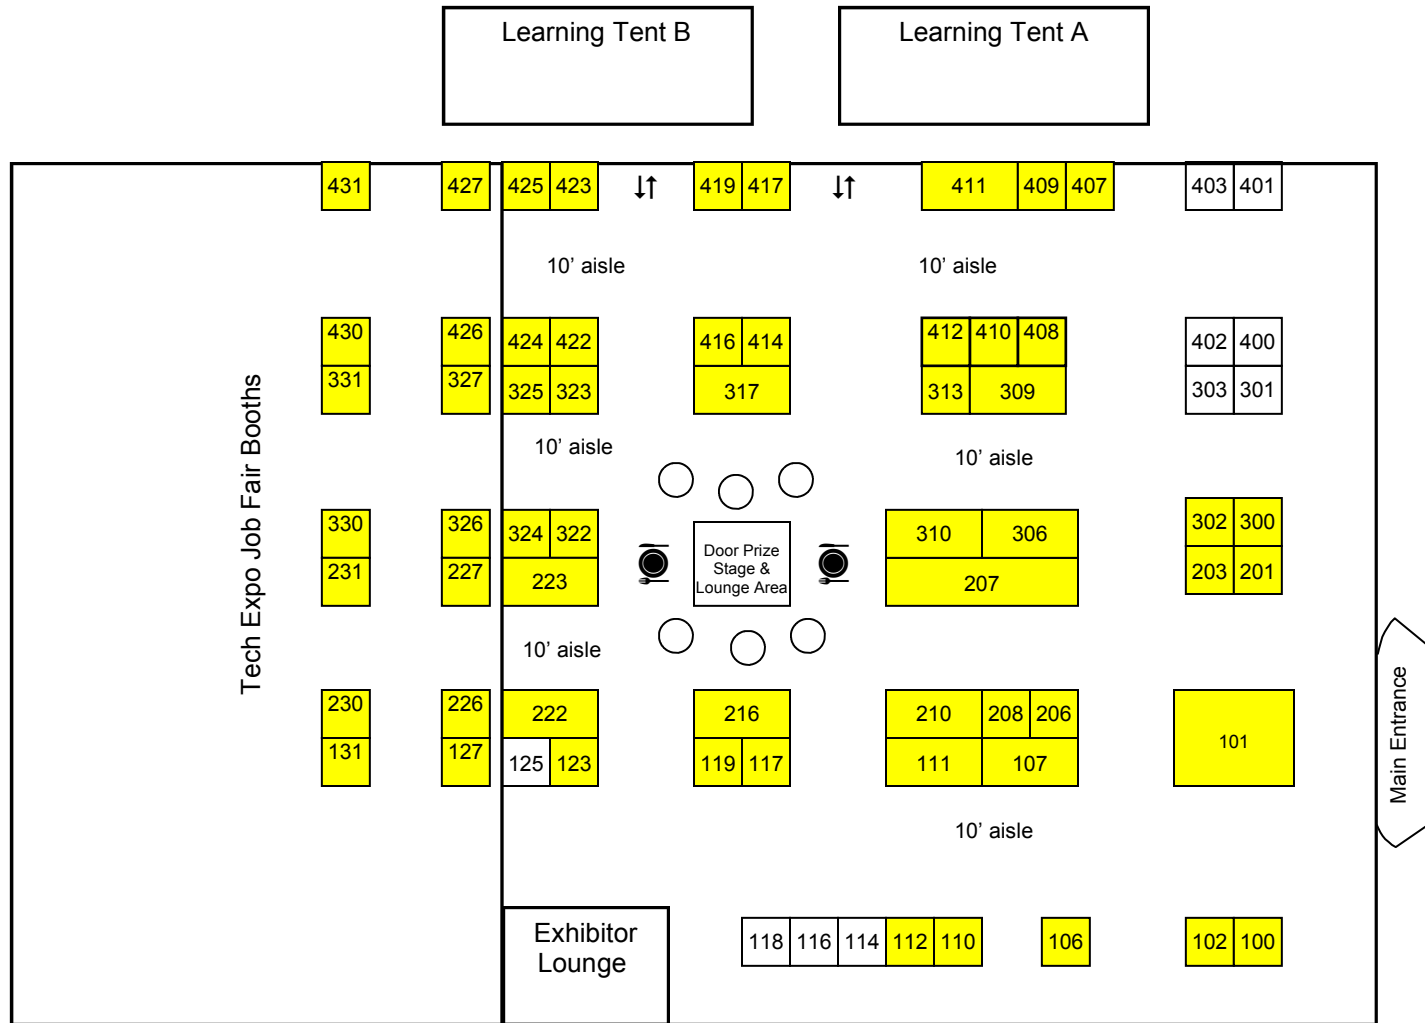 Learning Tent B
Learning Tent A
431
427
425 423
↓↑
419 417
↓↑
411 409 407
403 401
10’ aisle
10’ aisle
430
426
424 422
416 414
412 410 408
402 400
331
327
325 323
317
313 309
303 301
10’ aisle
10’ aisle
Tech Expo Job Fair Booths
330
326
324 322
Door Prize
Stage &
Lounge Area
310 306
302 300
231
227
223
207
203 201
10’ aisle
230
226
222
216
210 208 206
101
131
127
125 123
119 117
111 107
Main Entrance
10’ aisle
Exhibitor
Lounge
118 116 114 112 110
106
102 100